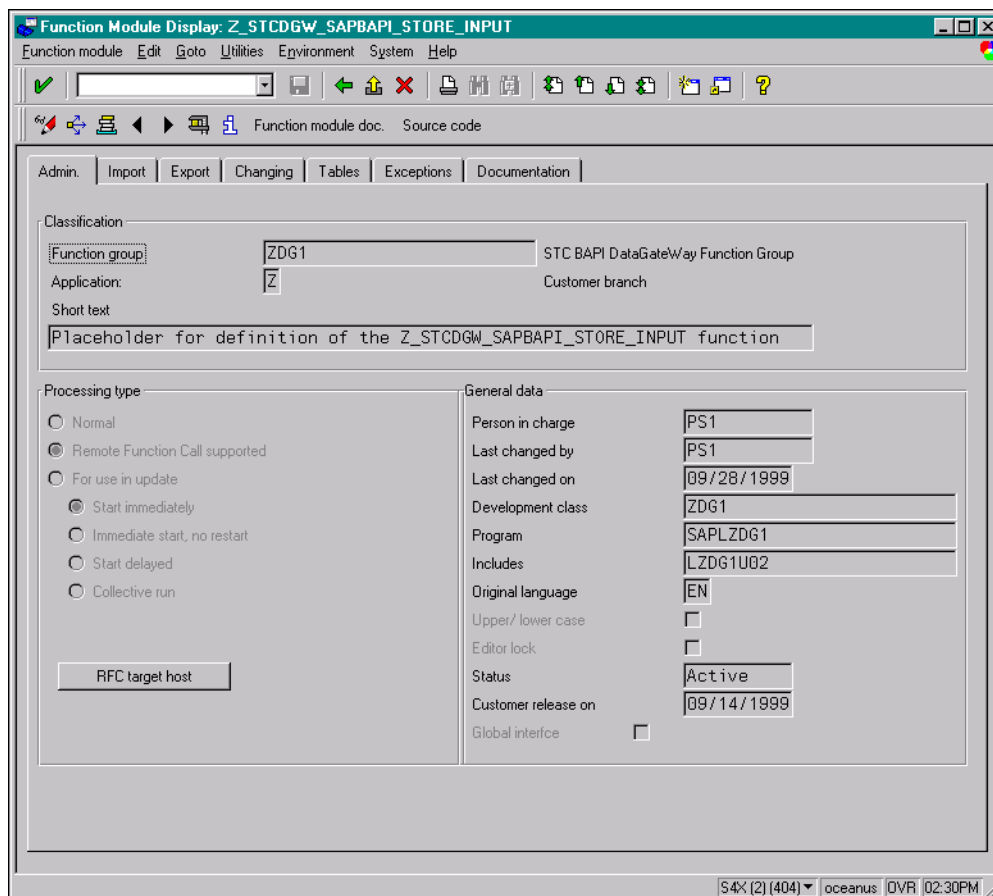 Function Module Display: Z_STCDGW_SAPBAPI_STORE_INPUT
Function module Edit Goto Utilities Environment System Help
Function module doc. Source code
Admin. Import Export Changing Tables Exceptions Documentation
Classification
Function group ZDG1 STC BAPI DataGateWay Function Group
Application: Z Customer branch
Short text
Placeholder for definition of the Z_STCDGW_SAPBAPI_STORE_INPUT function
Processing type
Normal
Remote Function Call supported
For use in update
Start immediately
Immediate start, no restart
Start delayed
Collective run
RFC target host
General data
Person in charge PS1
Last changed by PS1
Last changed on 09/28/1999
Development class ZDG1
Program SAPLZDG1
Includes LZDG1U02
Original language EN
Upper/ lower case
Editor lock
Status Active
Customer release on 09/14/1999
Global interfce
S4X (2) (404) oceanus OVR 02:30PM